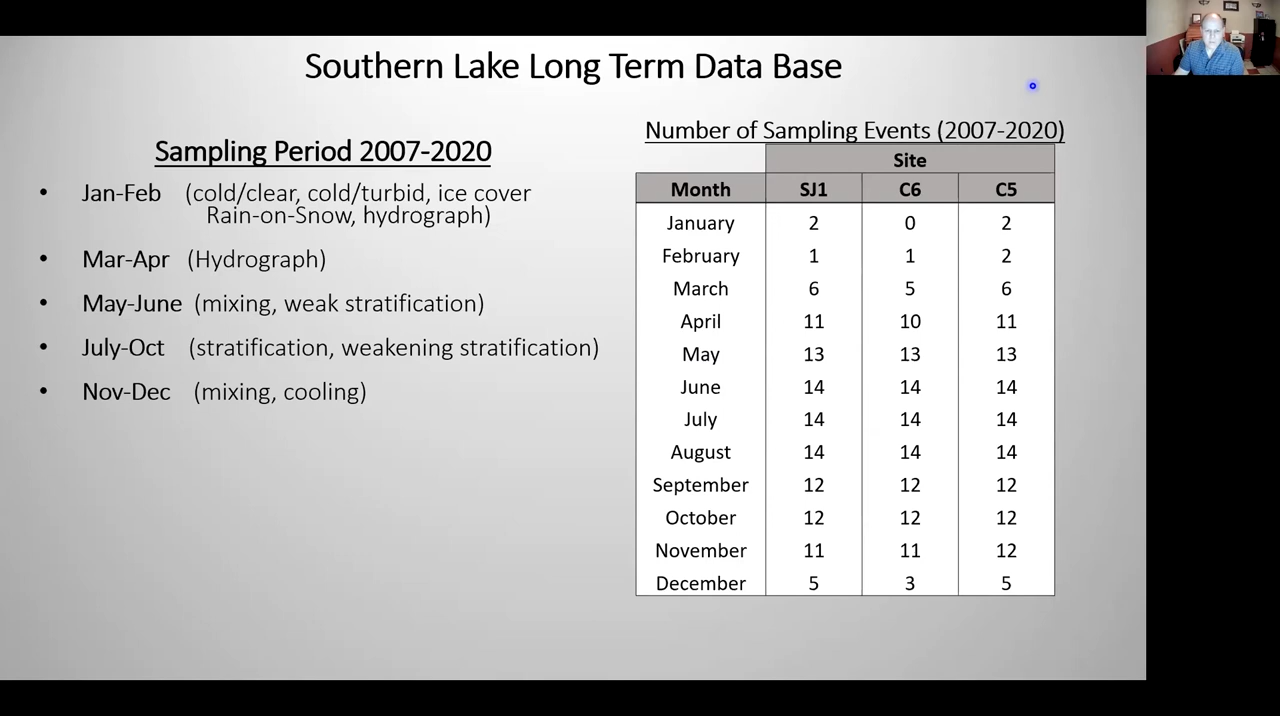 Southern Lake Long Term Data Base
Sampling Period 2007-2020
• Jan-Feb (cold/clear, cold/turbid, ice cover
Rain-on-Snow, hydrograph)
• Mar-Apr (Hydrograph)
• May-June (mixing, weak stratification)
• July-Oct (stratification, weakening stratification)
• Nov-Dec (mixing, cooling)
Number of Sampling Events (2007-2020)
Site
Month SJ1 C6 C5
January 2 0 2
February 1 1 2
March 6 5 6
April 11 10 11
May 13 13 13
June 14 14 14
July 14 14 14
August 14 14 14
September 12 12 12
October 12 12 12
November 11 11 12
December 5 3 5